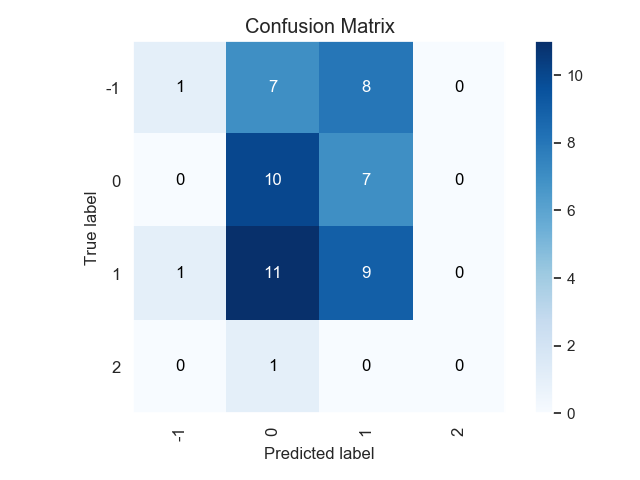 Confusion Matrix
-1 1 7 8 0
0 0 10 7 0
1 1 11 9 0
2 0 1 0 0
-1 0 1 2
Predicted label
True label
10
8
6
4
2
0